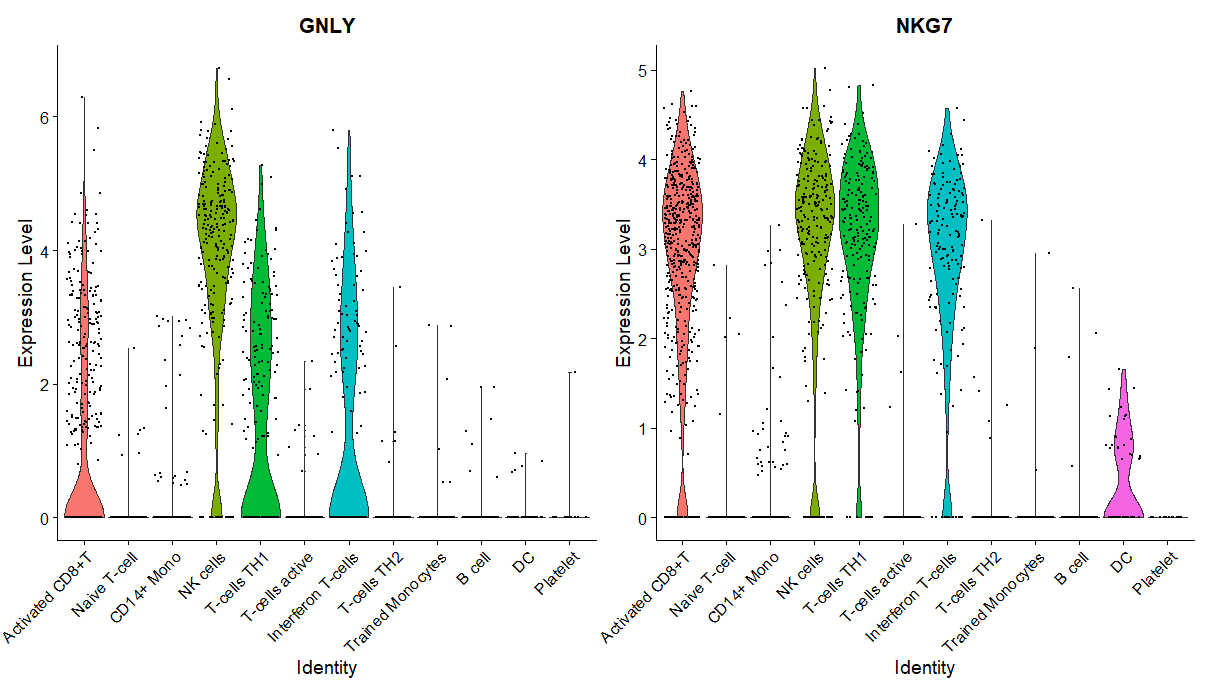 GNLY
Expression Level
6
4
2
0
Activated CD8+T
Naive T-cell
CD14+ Mono
NK cells
T-cells TH1
T-cells active
Interferon T-cells
T-cells TH2
Trained Monocytes
B cell
DC
Platelet
Identity
NKG7
Expression Level
5
4
3
2
1
0
Activated CD8+T
Naive T-cell
CD14+ Mono
NK cells
T-cells TH1
T-cells active
Interferon T-cells
T-cells TH2
Trained Monocytes
B cell
DC
Platelet
Identity